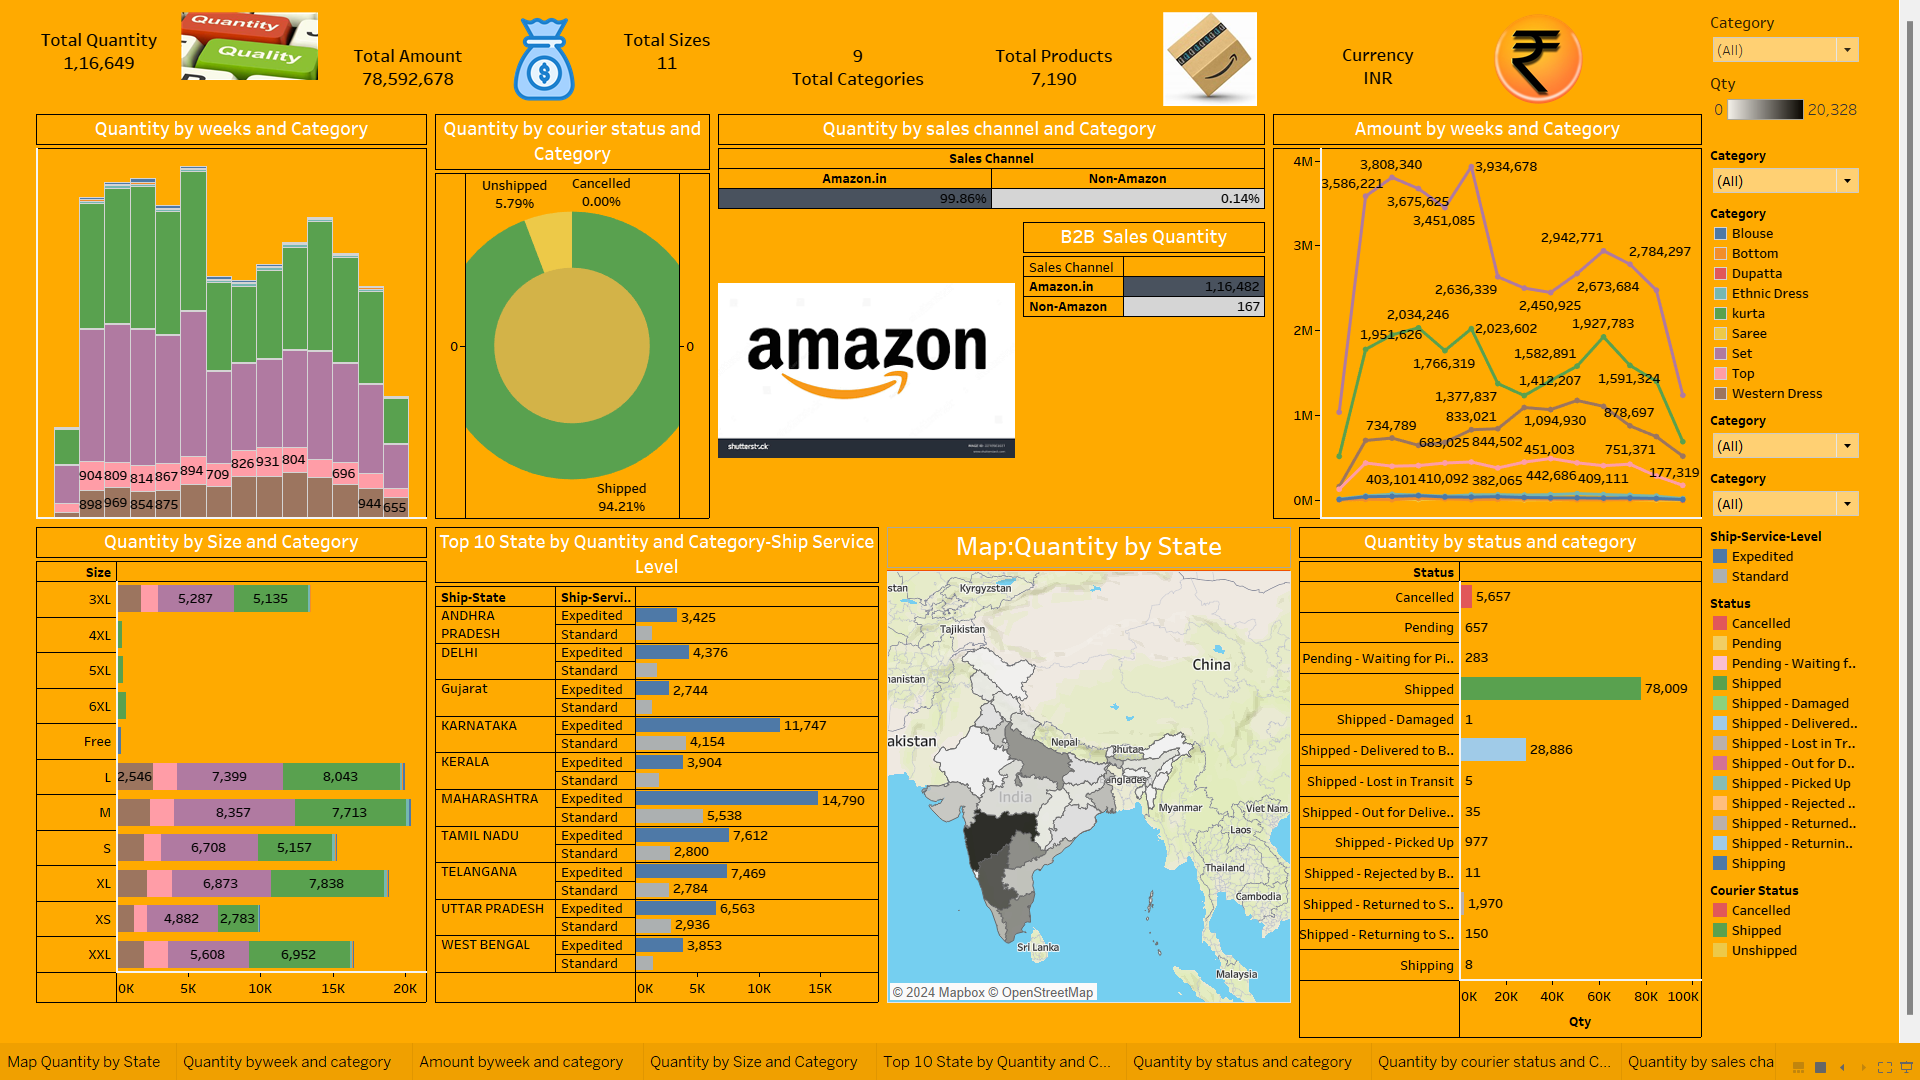 Total Quantity
1,16,649
Quantity
Quality
Total Amount
78,592,678
Total Sizes
11
9
Total Categories
Total Products
7,190
Currency
INR
Category
(All)
Qty
0
20,328
Quantity by weeks and Category
904 809 814 867 894 709 826 931 804 696
898 969 854 875 944 655
Quantity by courier status and
Category
Unshipped
5.79%
Cancelled
0.00%
0
0
Shipped
94.21%
Quantity by sales channel and Category
Sales Channel
Amazon.in Non-Amazon
99.86% 0.14%
B2B Sales Quantity
Sales Channel
Amazon.in 1,16,482
Non-Amazon 167
amazon
shutterstock
Amount by weeks and Category
4M
3M
2M
1M
0M
3,808,340
3,934,678
3,586,221
3,675,625
3,451,085
2,942,771
2,784,297
2,636,339
2,673,684
2,450,925
2,034,246
2,023,602
1,927,783
1,951,626
1,766,319
1,582,891
1,412,207
1,591,324
1,377,837
833,021
878,697
1,094,930
734,789
683,025
844,502
451,003
751,371
177,319
403,101
410,092
382,065
442,686
409,111
Category
(All)
Category
Blouse
Bottom
Dupatta
Ethnic Dress
kurta
Saree
Set
Top
Western Dress
Category
(All)
Category
(All)
Ship-Service-Level
Expedited
Standard
Status
Cancelled
Pending
Pending - Waiting f..
Shipped
Shipped - Damaged
Shipped - Delivered..
Shipped - Lost in Tr..
Shipped - Out for D..
Shipped - Picked Up
Shipped - Rejected ..
Shipped - Returned..
Shipped - Returnin..
Shipping
Courier Status
Cancelled
Shipped
Unshipped
Quantity by Size and Category
Size
3XL 5,287 5,135
4XL
5XL
6XL
Free
L 2,546 7,399 8,043
M 8,357 7,713
S 6,708 5,157
XL 6,873 7,838
XS 4,882 2,783
XXL 5,608 6,952
0K 5K 10K 15K 20K
Top 10 State by Quantity and Category-Ship Service
Level
Ship-State Ship-Servi..
ANDHRA
PRADESH
Expedited 3,425
Standard
DELHI Expedited 4,376
Standard
Gujarat Expedited 2,744
Standard
KARNATAKA Expedited 11,747
Standard 4,154
KERALA Expedited 3,904
Standard
MAHARASHTRA Expedited 14,790
Standard 5,538
TAMIL NADU Expedited 7,612
Standard 2,800
TELANGANA Expedited 7,469
Standard 2,784
UTTAR PRADESH Expedited 6,563
Standard 2,936
WEST BENGAL Expedited 3,853
Standard
0K 5K 10K 15K
Map:Quantity by State
stan
Kyrgyzstan
Tajikistan
China
anistan
akistan
Nepal
Bhutan
anglades
India
Myanmar
Viet Nam
Laos
Thailand
Cambodia
Sri Lanka
Malaysia
© 2024 Mapbox © OpenStreetMap
Quantity by status and category
Status
Cancelled 5,657
Pending 657
Pending - Waiting for Pi.. 283
Shipped 78,009
Shipped - Damaged 1
Shipped - Delivered to B.. 28,886
Shipped - Lost in Transit 5
Shipped - Out for Delive.. 35
Shipped - Picked Up 977
Shipped - Rejected by B.. 11
Shipped - Returned to S.. 1,970
Shipped - Returning to S.. 150
Shipping 8
0K 20K 40K 60K 80K 100K
Qty
Map Quantity by State
Quantity byweek and category
Amount byweek and category
Quantity by Size and Category
Top 10 State by Quantity and C...
Quantity by status and category
Quantity by courier status and C...
Quantity by sales cha